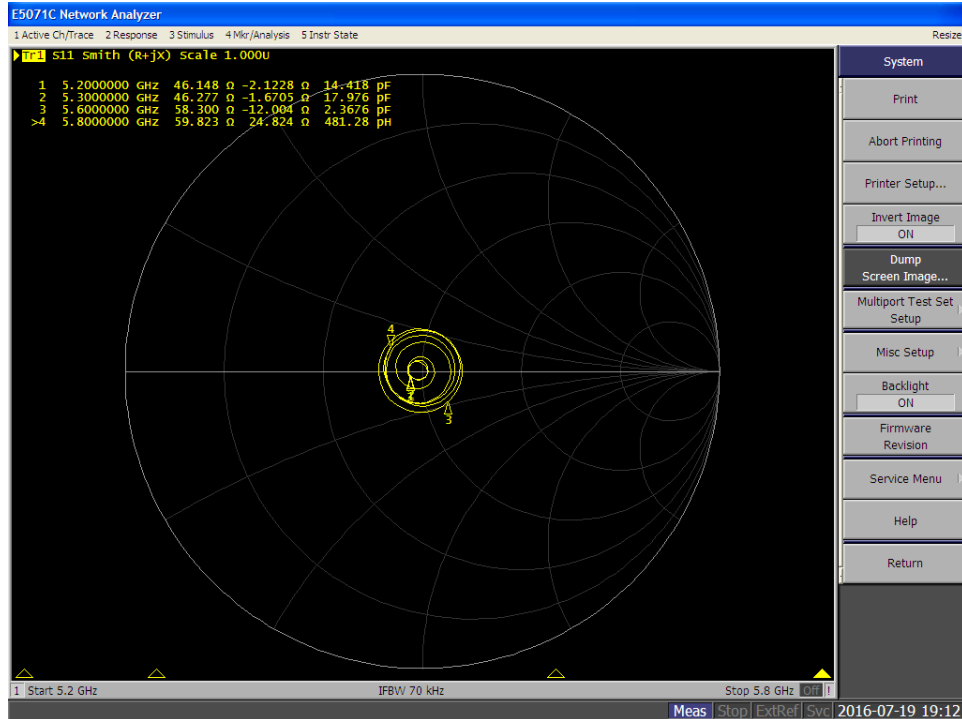 E5071C Network Analyzer
1 Active Ch/Trace 2 Response 3 Stimulus 4 Mkr/Analysis 5 Instr State
Resize
Tr1 S11 Smith (R+jX) Scale 1.000U
1 5.2000000 GHz 46.148 Ω -2.1228 Ω 14.418 pF
2 5.3000000 GHz 46.277 Ω -1.6705 Ω 17.976 pF
3 5.6000000 GHz 58.300 Ω -12.004 Ω 2.3676 pF
>4 5.8000000 GHz 59.823 Ω 24.824 Ω 481.28 pH
4
3
System
Print
Abort Printing
Printer Setup...
Invert Image
ON
Dump
Screen Image...
Multiport Test Set
Setup
Misc Setup
Backlight
ON
Firmware
Revision
Service Menu
Help
Return
1 Start 5.2 GHz IFBW 70 kHz Stop 5.8 GHz Off !
Meas Stop ExtRef Svc 2016-07-19 19:12